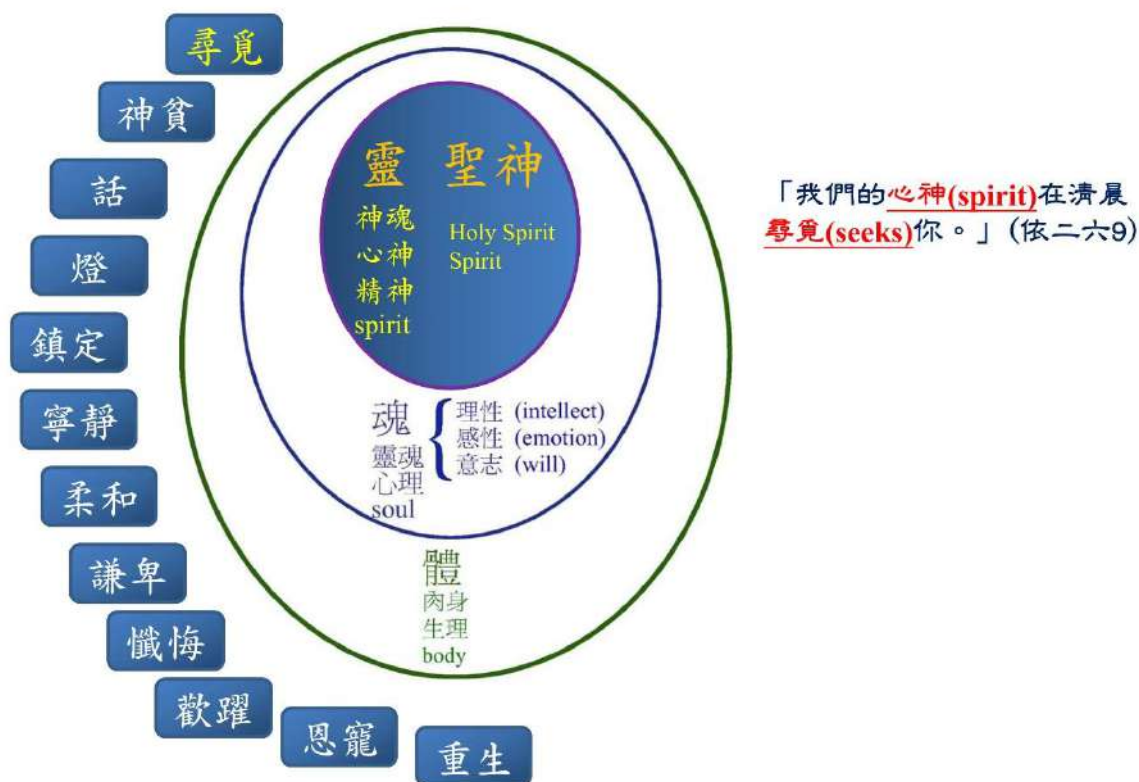 尋覓
神貧
話
燈
鎮定
寧靜
柔和
謙卑
懺悔
歡躍
恩寵
重生
靈 聖神
神魂
心神
精神
spirit
Holy Spirit
Spirit
魂
靈魂
心理
soul
理性 (intellect)
感性 (emotion)
意志 (will)
體
肉身
生理
body
「我們的心神(spirit)在清晨
尋覓(seeks)你。」(依二六9)